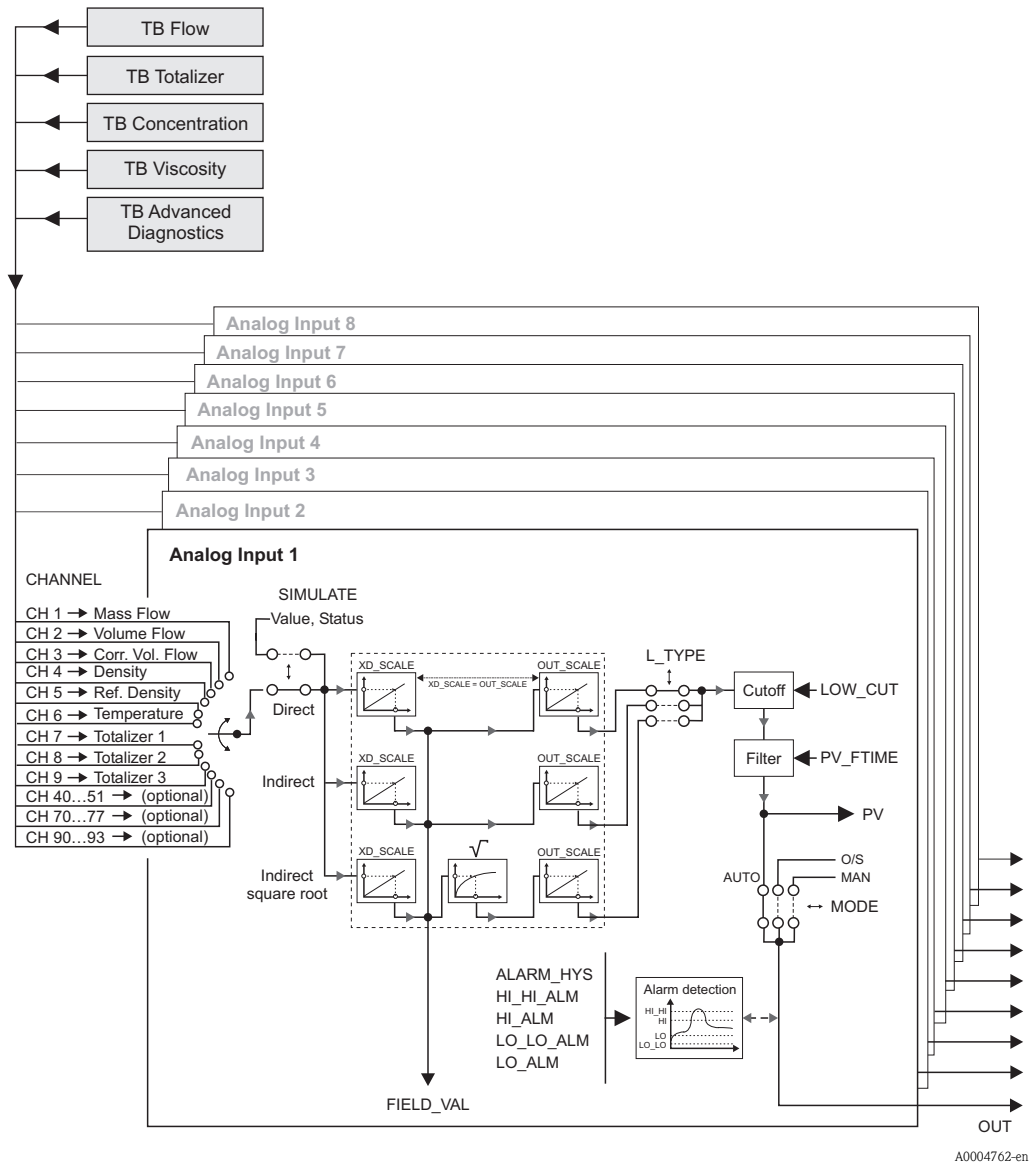 TB Flow
TB Totalizer
TB Concentration
TB Viscosity
TB Advanced
Diagnostics
Analog Input 8
Analog Input 7
Analog Input 6
Analog Input 5
Analog Input 4
Analog Input 3
Analog Input 2
Analog Input 1
CHANNEL
CH 1 → Mass Flow
CH 2 → Volume Flow
CH 3 → Corr. Vol. Flow
CH 4 → Density
CH 5 → Ref. Density
CH 6 → Temperature
CH 7 → Totalizer 1
CH 8 → Totalizer 2
CH 9 → Totalizer 3
CH 40...51 → (optional)
CH 70...77 → (optional)
CH 90...93 → (optional)
SIMULATE
Value, Status
Direct
Indirect
Indirect
square root
XD_SCALE
XD_SCALE = OUT_SCALE
OUT_SCALE
XD_SCALE
OUT_SCALE
XD_SCALE
√
OUT_SCALE
L_TYPE
Cutoff
LOW_CUT
Filter
PV_FTIME
PV
O/S
AUTO
MAN
MODE
ALARM_HYS
HI_HI_ALM
HI_ALM
LO_LO_ALM
LO_ALM
Alarm detection
HI_HI
HI
LO
LO_LO
FIELD_VAL
OUT
A0004762-en